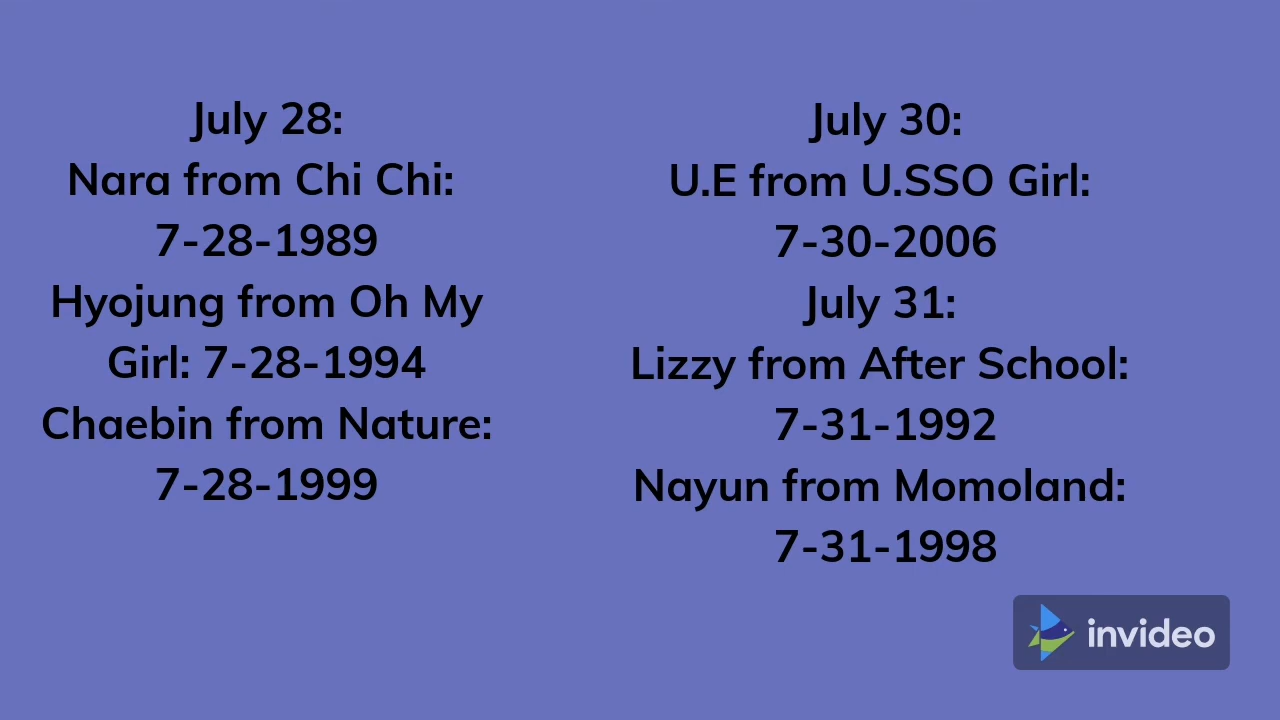 July 28:
Nara from Chi Chi:
7-28-1989
Hyojung from Oh My
Girl: 7-28-1994
Chaebin from Nature:
7-28-1999
July 30:
U.E from U.SSO Girl:
7-30-2006
July 31:
Lizzy from After School:
7-31-1992
Nayun from Momoland:
7-31-1998
invideo